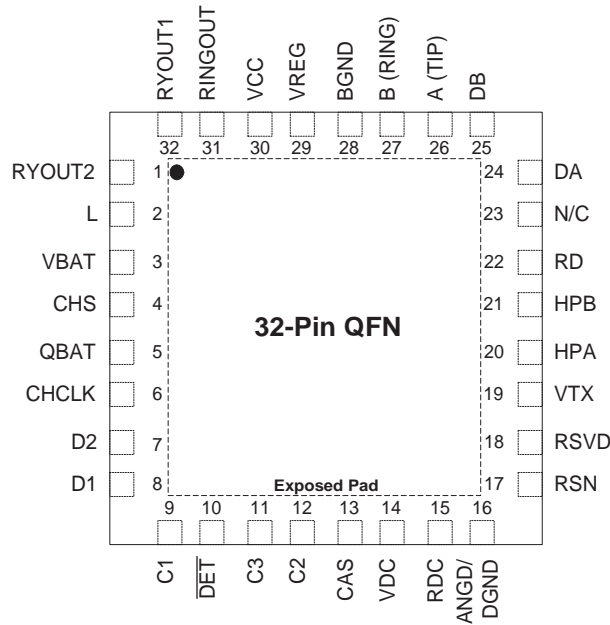 RYOUT1
RINGOUT
VCC
VREG
BGND
B (RING)
A (TIP)
DB
32
31
30
29
28
27
26
25
RYOUT2
1
24
DA
L
2
23
N/C
VBAT
3
22
RD
CHS
4
21
HPB
32-Pin QFN
QBAT
5
20
HPA
CHCLK
6
19
VTX
D2
7
18
RSVD
D1
8
17
RSN
Exposed Pad
9
10
11
12
13
14
15
16
C1
DET
C3
C2
CAS
VDC
RDC
ANGD/
DGND